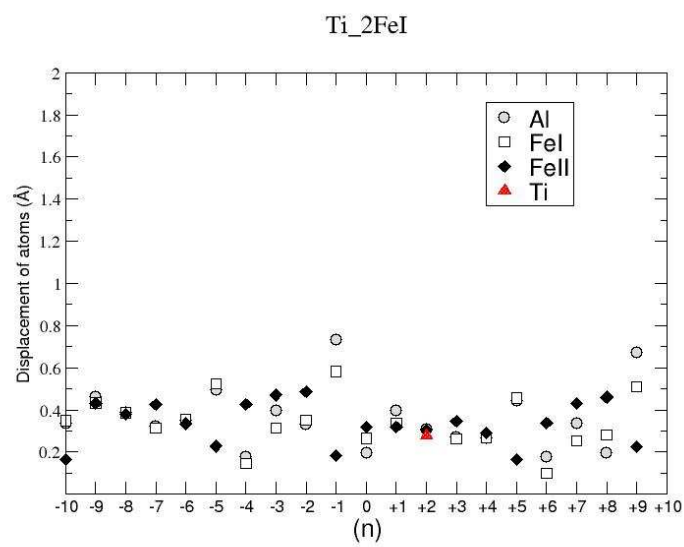 Ti_2FeI
2
1.8
1.6
1.4
1.2
1
0.8
0.6
0.4
0.2
Displacement of atoms (Å)
Al
FeI
FeII
Ti
-10 -9 -8 -7 -6 -5 -4 -3 -2 -1 0 +1 +2 +3 +4 +5 +6 +7 +8 +9 +10
(n)